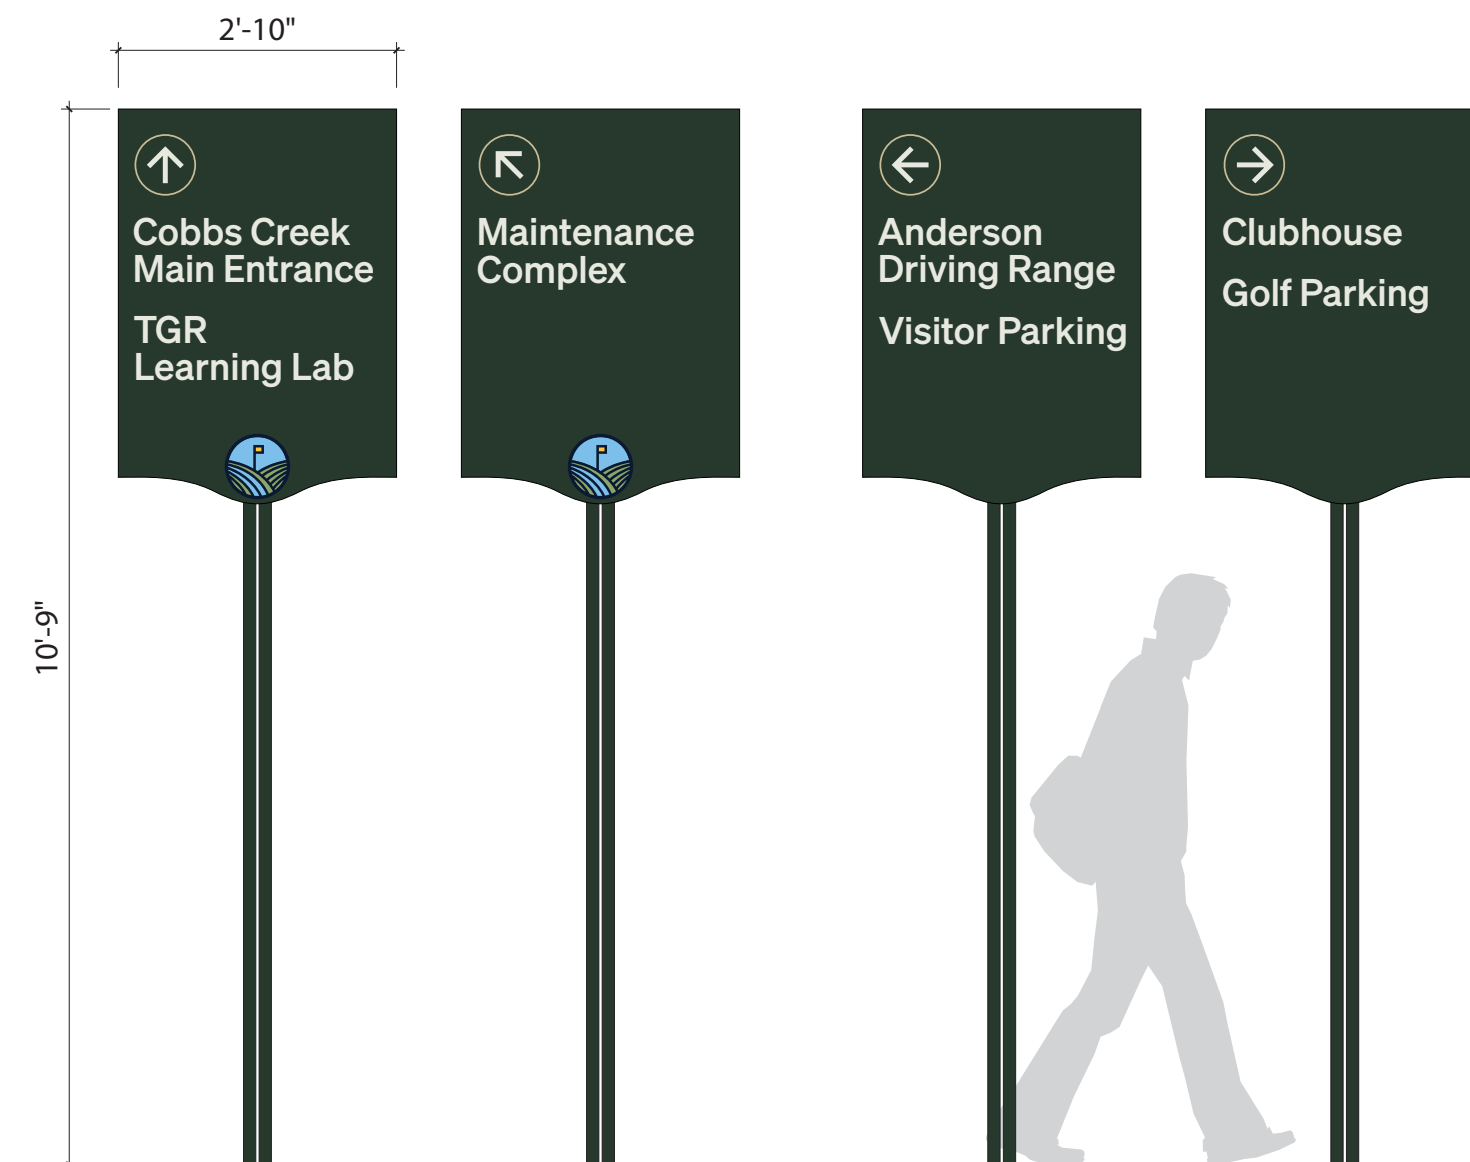 2'-10"
10'-9"
Cobbs Creek
Main Entrance
TGR
Learning Lab
Maintenance
Complex
Anderson
Driving Range
Visitor Parking
Clubhouse
Golf Parking